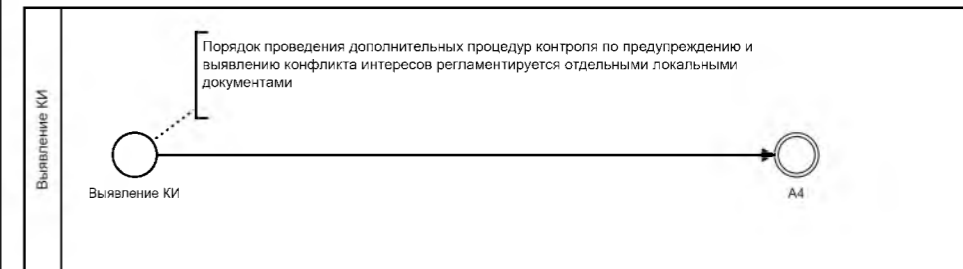 Порядок проведения дополнительных процедур контроля по предупреждению и
выявлению конфликта интересов регламентируется отдельными локальными
документами
Выявление КИ
Выявление КИ
А4